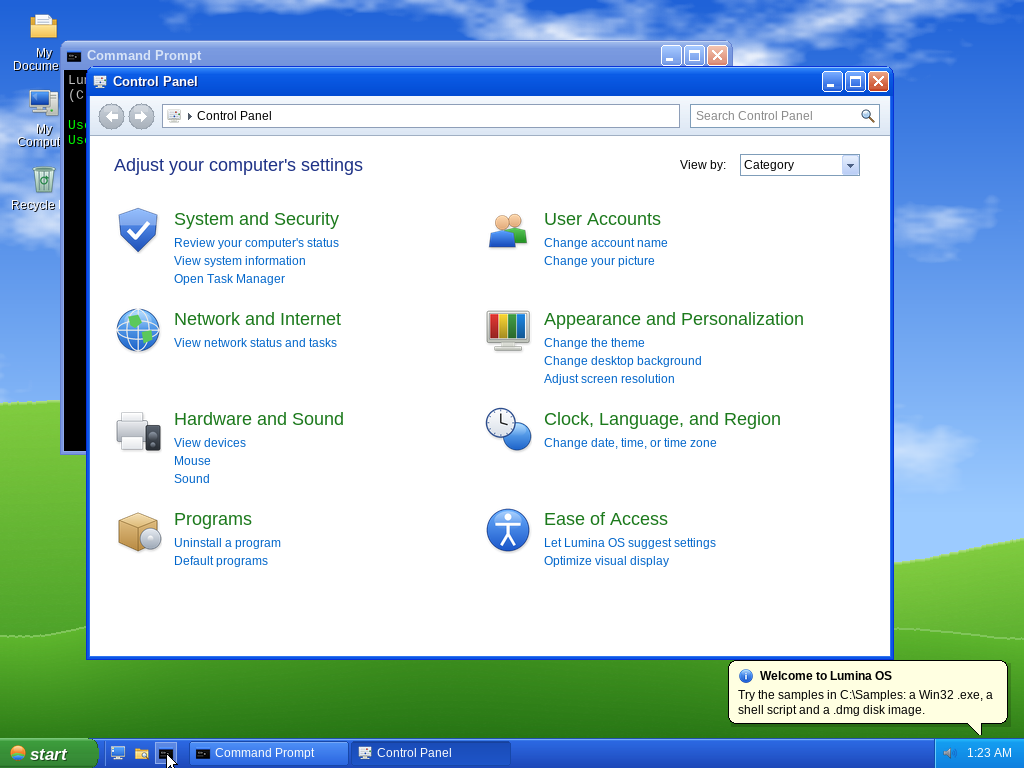 My
Command Prompt
Control Panel
Control Panel
Search Control Panel
My
Adjust your computer's settings
View by:
Category
System and Security
Review your computer's status
View system information
Open Task Manager
User Accounts
Change account name
Change your picture
Recycle
Network and Internet
View network status and tasks
Appearance and Personalization
Change the theme
Change desktop background
Adjust screen resolution
Hardware and Sound
View devices
Mouse
Sound
Clock, Language, and Region
Change date, time, or time zone
Programs
Uninstall a program
Default programs
Ease of Access
Let Lumina OS suggest settings
Optimize visual display
Welcome to Lumina OS
Try the samples in C:\Samples: a Win32 .exe, a
shell script and a .dmg disk image.
start
Command Prompt
Control Panel
1:23 AM